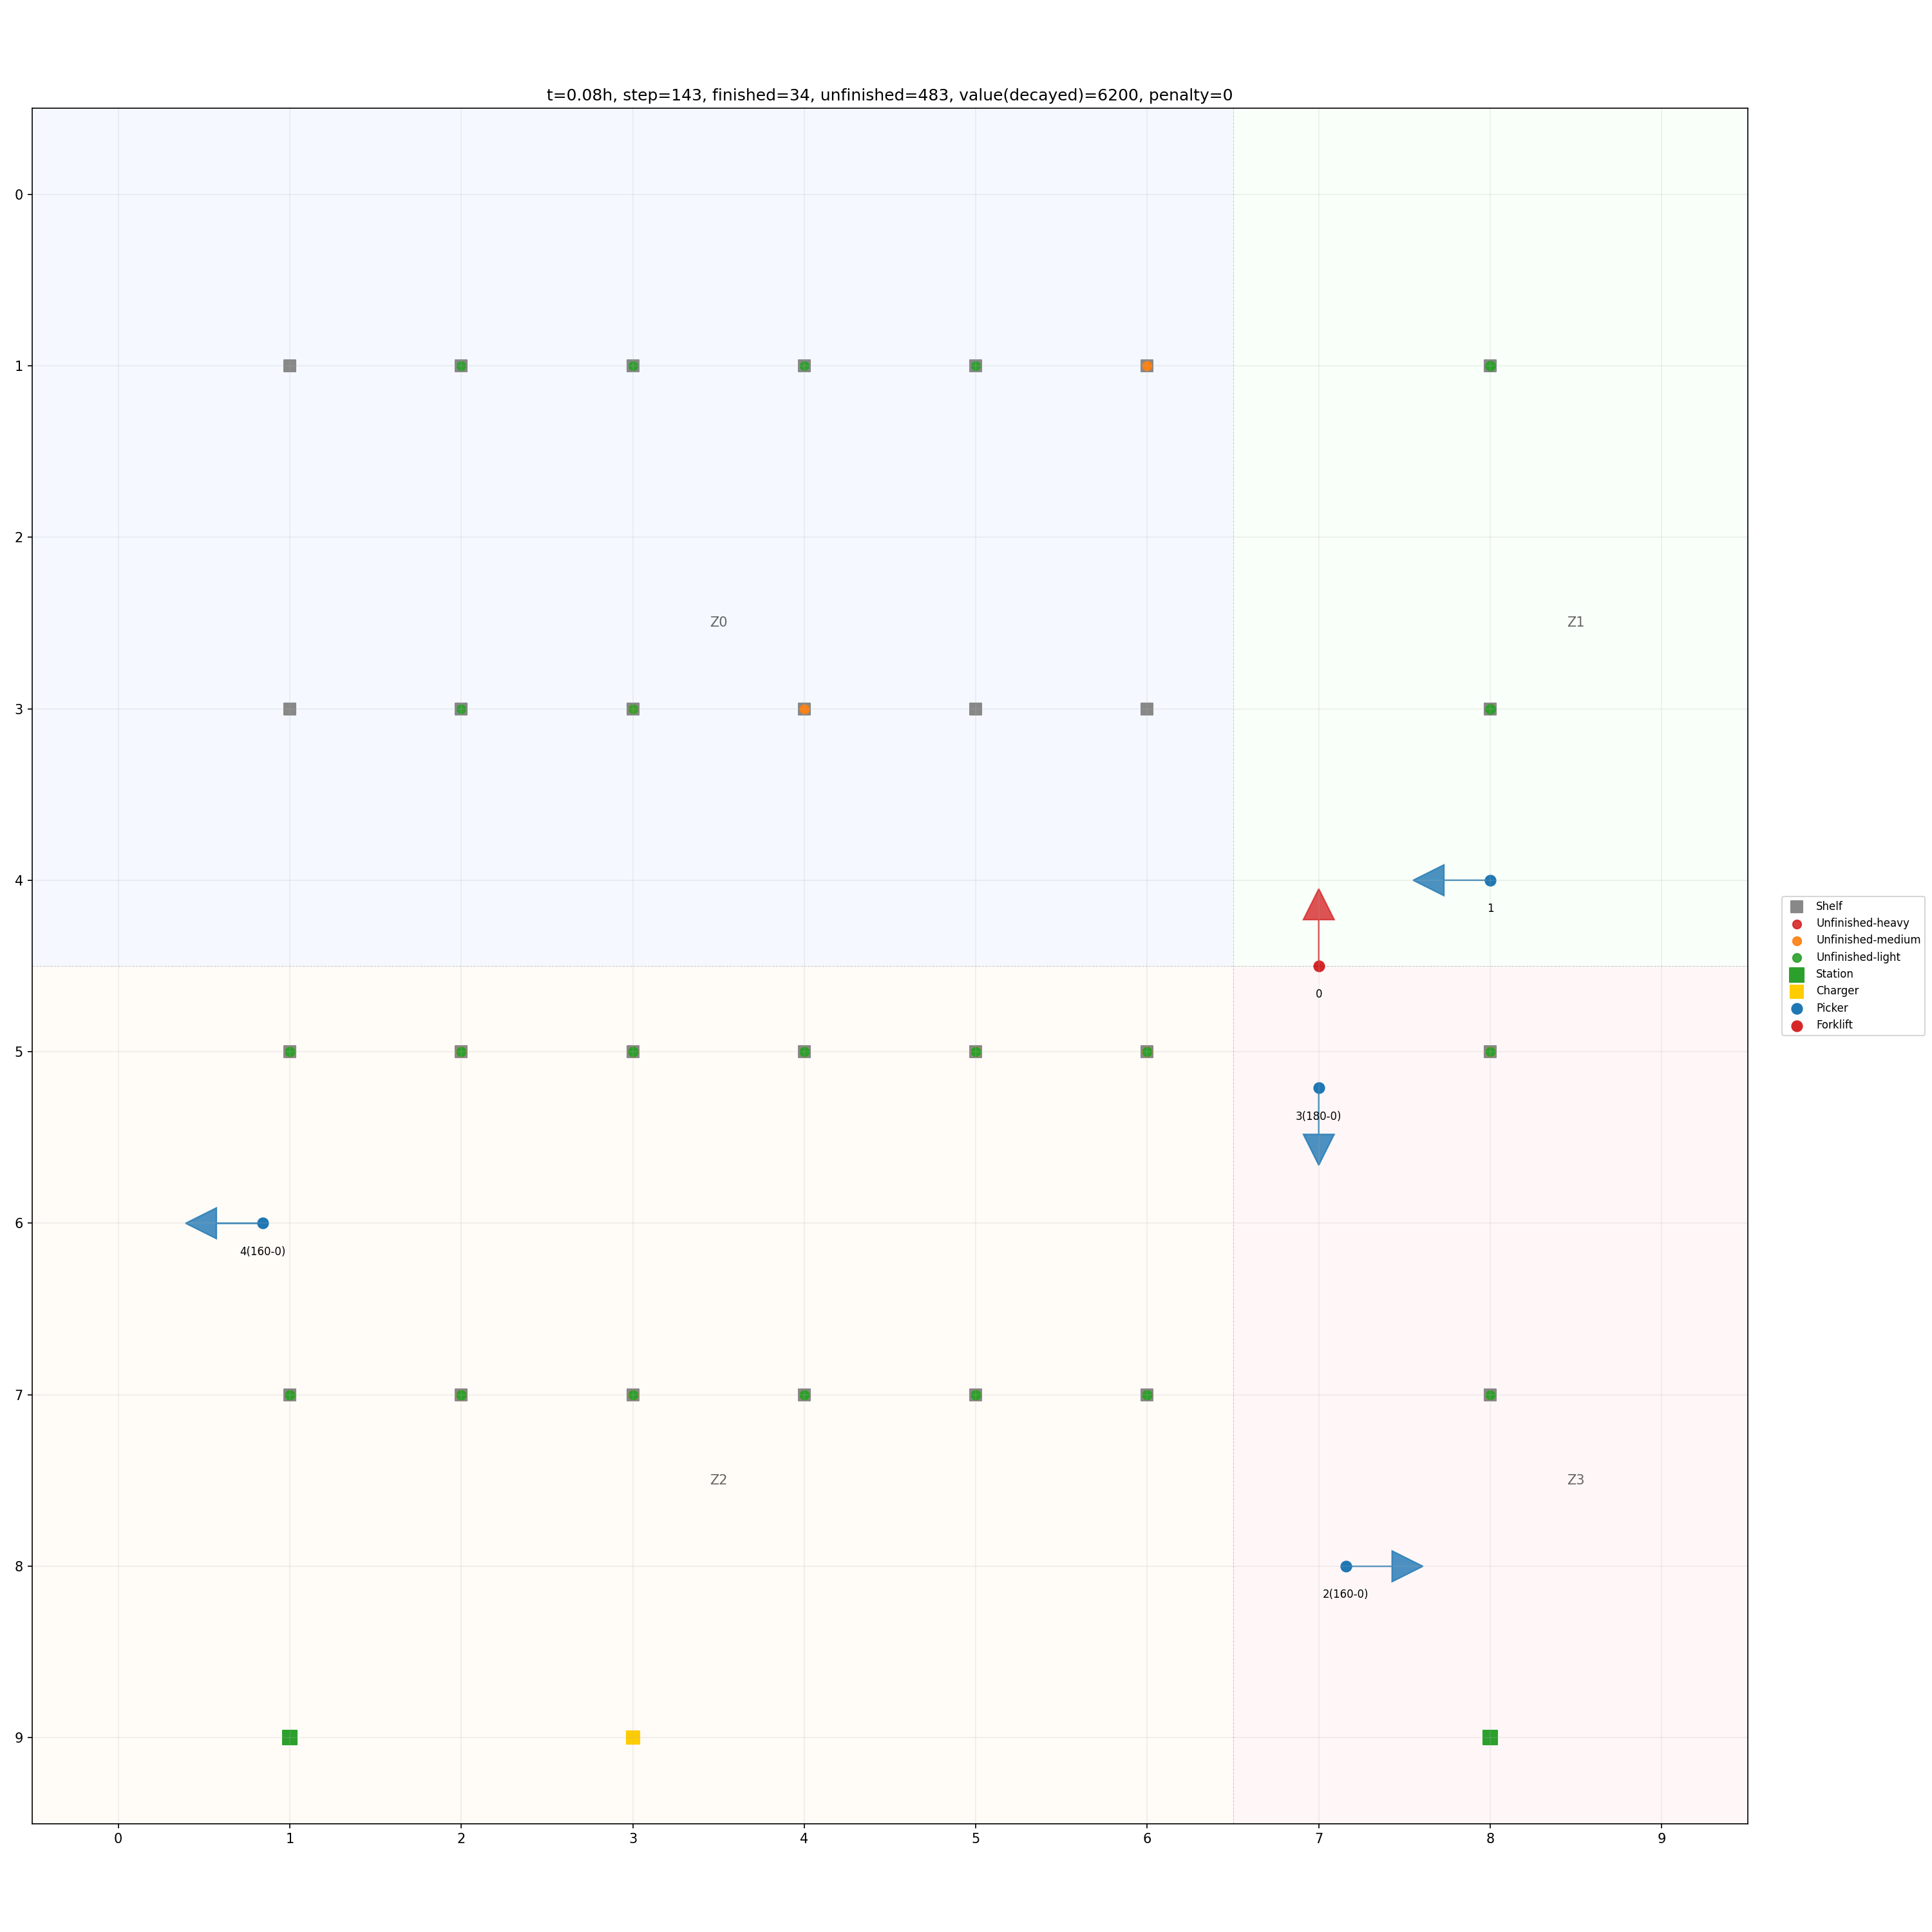 t=0.08h, step=143, finished=34, unfinished=483, value(decayed)=6200, penalty=0
0
1
2
Z0
Z1
3
4
1
Shelf
Unfinished-heavy
Unfinished-medium
Unfinished-light
Station
Charger
Picker
Forklift
0
5
3(180-0)
6
4(160-0)
7
Z2
Z3
8
2(160-0)
9
0 1 2 3 4 5 6 7 8 9